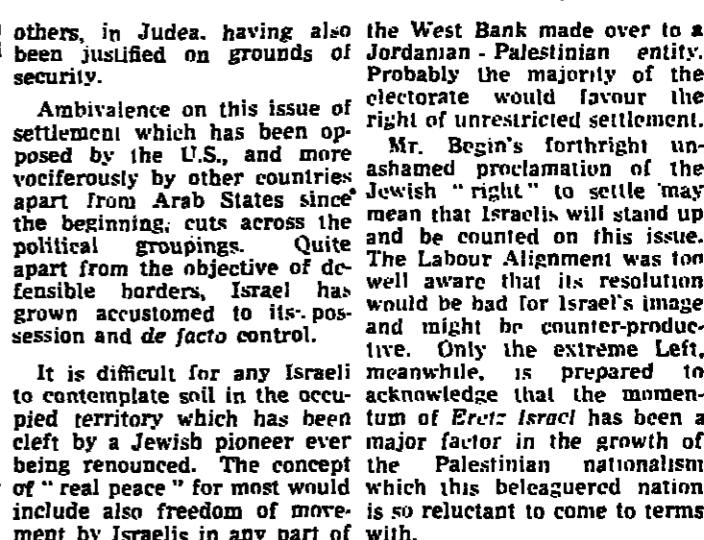 others, in Judea. having also
been justified on grounds of
security.
Ambivalence on this issue of
settlement which has been op-
posed by the U.S., and more
vociferously by other countries
apart from Arab States since
the beginning, cuts across the
political groupings. Quite
apart from the objective of de-
fensible borders, Israel has
grown accustomed to its pos-
session and de facto control.
It is difficult for any Israeli
to contemplate soil in the occu-
pied territory which has been
cleft by a Jewish pioneer ever
being renounced. The concept
of "real peace" for most would
include also freedom of move-
ment by Israelis in any part of
the West Bank made over to a
Jordanian - Palestinian entity.
Probably the majority of the
electorate would favour the
right of unrestricted settlement.
Mr. Begin's forthright un-
ashamed proclamation of the
Jewish "right" to settle may
mean that Israelis will stand up
and be counted on this issue.
The Labour Alignment was too
well aware that its resolution
would be bad for Israel's image
and might be counter-produc-
tive. Only the extreme Left,
meanwhile, is prepared to
acknowledge that the momen-
tum of Eretz Israel has been a
major factor in the growth of
the Palestinian nationalism
which this beleaguered nation
is so reluctant to come to terms
with.